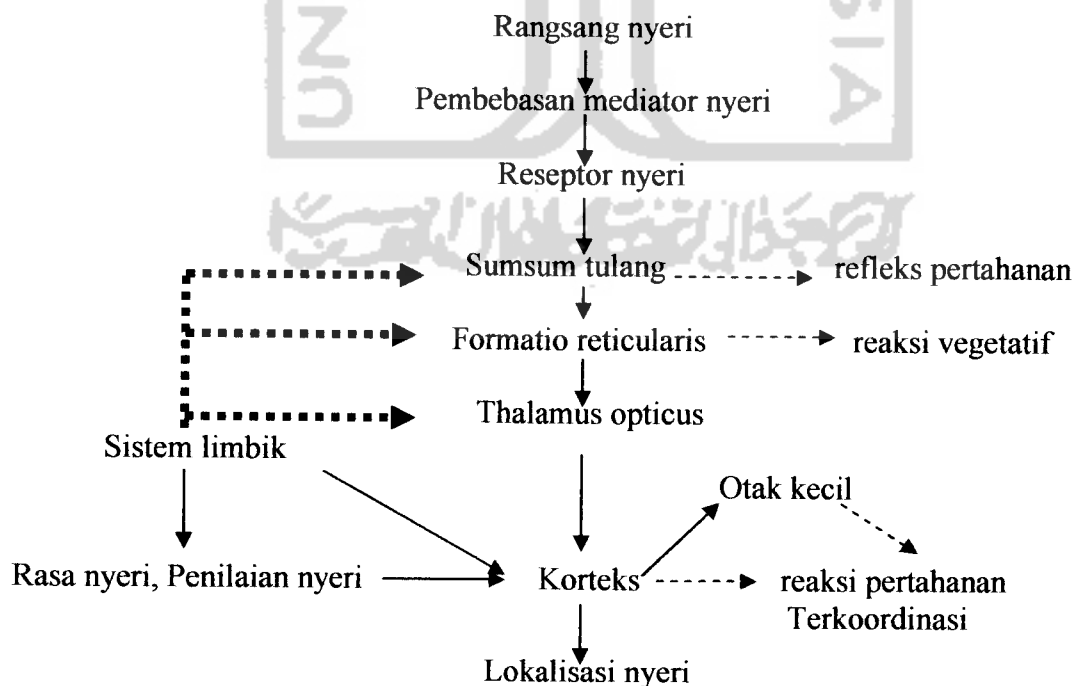 Rangsang nyeri
Pembebasan mediator nyeri
Reseptor nyeri
Sumsum tulang
refleks pertahanan
Formatio reticularis
reaksi vegetatif
Thalamus opticus
Sistem limbik
Otak kecil
Rasa nyeri, Penilaian nyeri
Korteks
reaksi pertahanan
Terkoordinasi
Lokalisasi nyeri